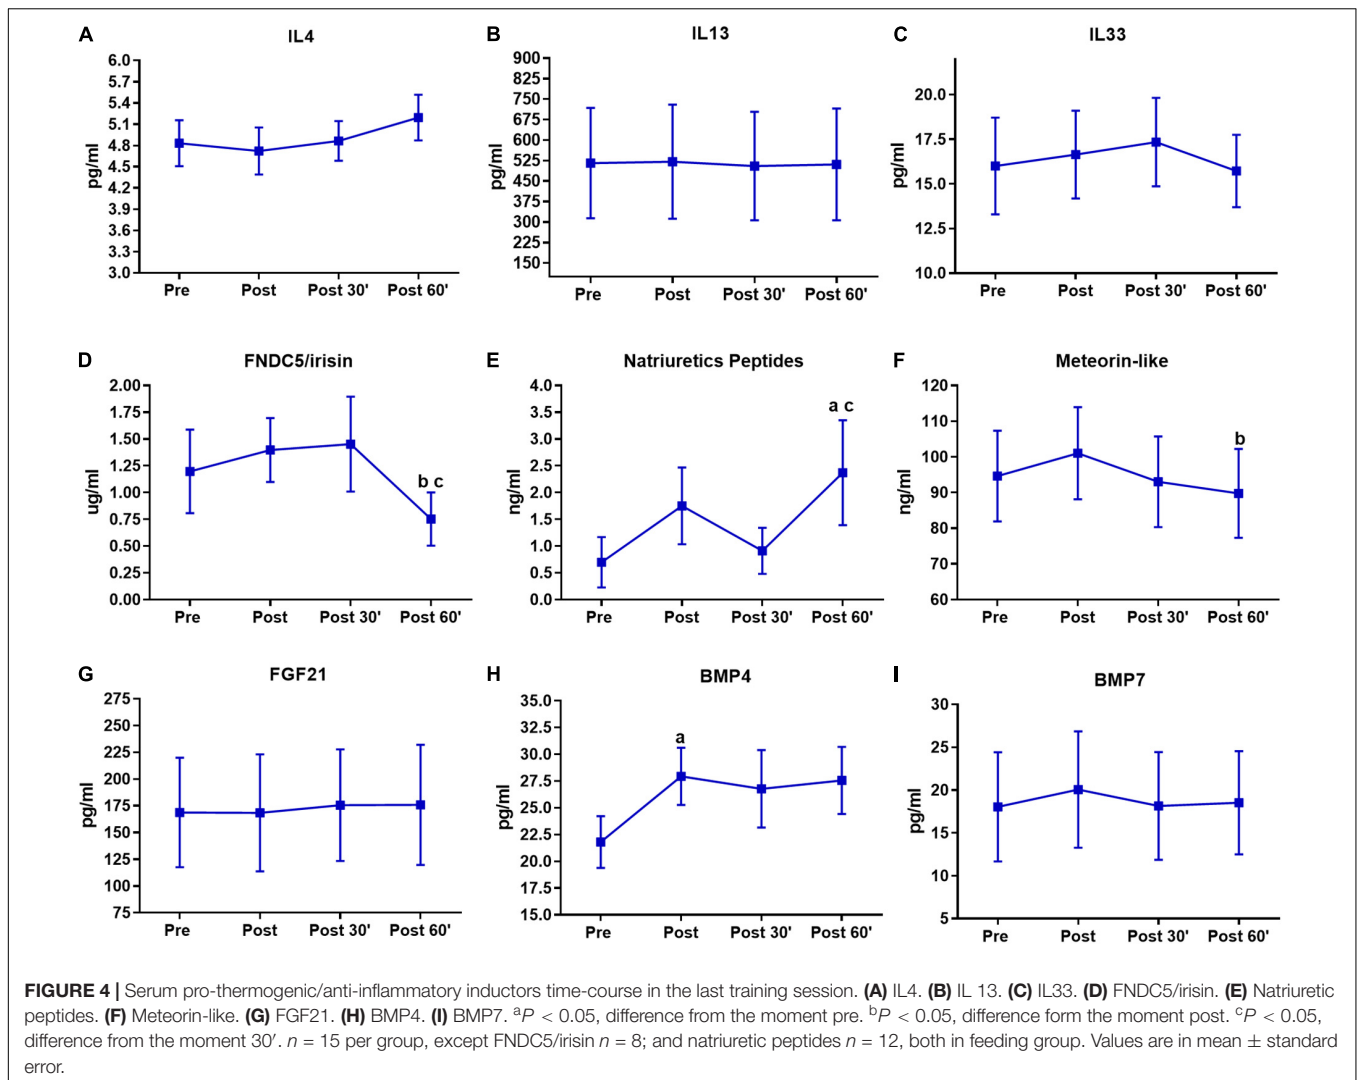 A
IL4
pg/ml
6.0
5.7
5.4
5.1
4.8
4.5
4.2
3.9
3.6
3.3
3.0
Pre Post Post 30' Post 60'
B
IL13
pg/ml
900
825
750
675
600
525
450
375
300
225
150
Pre Post Post 30' Post 60'
C
IL33
pg/ml
20.0
17.5
15.0
12.5
10.0
Pre Post Post 30' Post 60'
D
FNDC5/irisin
ug/ml
2.00
1.75
1.50
1.25
1.00
0.75
0.50
0.25
0.00
b c
Pre Post Post 30' Post 60'
E
Natriuretics Peptides
ng/ml
4.0
3.5
3.0
2.5
2.0
1.5
1.0
0.5
0.0
a c
Pre Post Post 30' Post 60'
F
Meteorin-like
ng/ml
120
110
100
90
80
70
60
b
Pre Post Post 30' Post 60'
G
FGF21
pg/ml
275
250
225
200
175
150
125
100
75
Pre Post Post 30' Post 60'
H
BMP4
pg/ml
35.0
32.5
30.0
27.5
25.0
22.5
20.0
17.5
15.0
a
Pre Post Post 30' Post 60'
I
BMP7
pg/ml
30
25
20
15
10
5
Pre Post Post 30' Post 60'
FIGURE 4 | Serum pro-thermogenic/anti-inflammatory inductors time-course in the last training session. (A) IL4. (B) IL 13. (C) IL33. (D) FNDC5/irisin. (E) Natriuretic
peptides. (F) Meteorin-like. (G) FGF21. (H) BMP4. (I) BMP7. ᵃP < 0.05, difference from the moment pre. ᵇP < 0.05, difference form the moment post. ᶜP < 0.05,
difference from the moment 30′. n = 15 per group, except FNDC5/irisin n = 8; and natriuretic peptides n = 12, both in feeding group. Values are in mean ± standard
error.